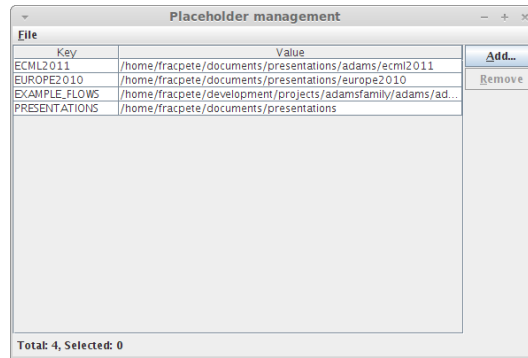 Placeholder management
File
Key Value
ECML2011 /home/fracpete/documents/presentations/adams/ecml2011
EUROPE2010 /home/fracpete/documents/presentations/europe2010
EXAMPLE_FLOWS /home/fracpete/development/projects/adamsfamily/adams/ad...
PRESENTATIONS /home/fracpete/documents/presentations
Add...
Remove
Total: 4, Selected: 0